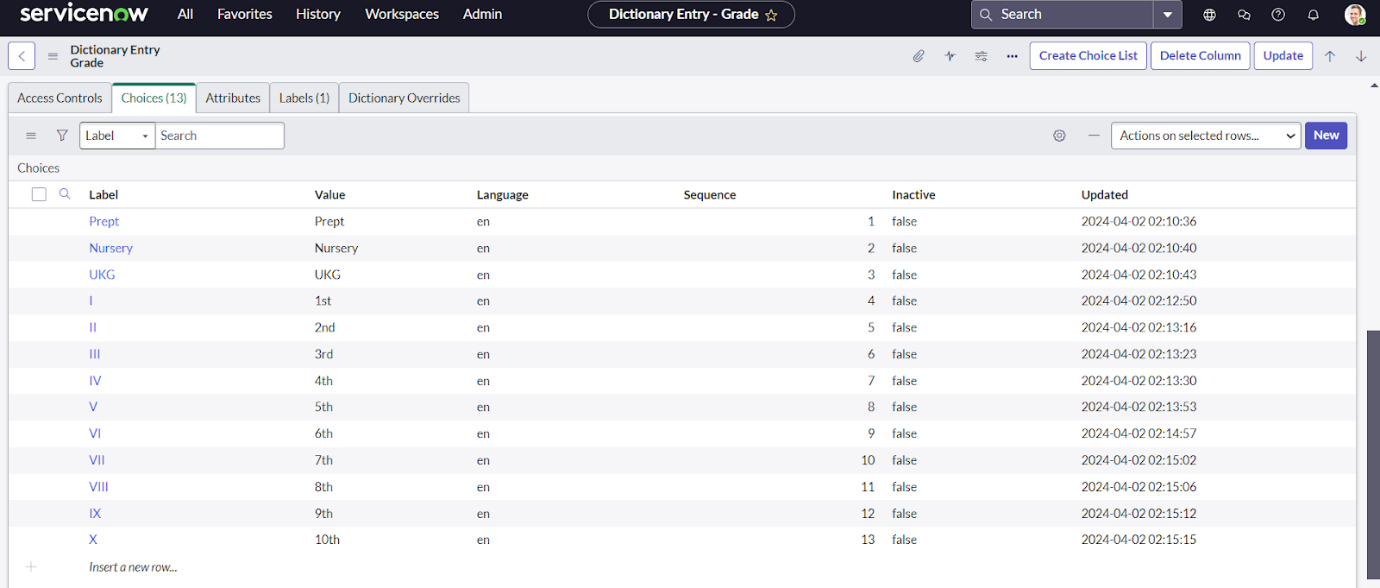 servicenow All Favorites History Workspaces Admin Dictionary Entry - Grade Search
Dictionary Entry
Grade
Create Choice List Delete Column Update
Access Controls Choices (13) Attributes Labels (1) Dictionary Overrides
Label Search Actions on selected rows... New
Choices
Label Value Language Sequence Inactive Updated
Prept Prept en 1 false 2024-04-02 02:10:36
Nursery Nursery en 2 false 2024-04-02 02:10:40
UKG UKG en 3 false 2024-04-02 02:10:43
I 1st en 4 false 2024-04-02 02:12:50
II 2nd en 5 false 2024-04-02 02:13:16
III 3rd en 6 false 2024-04-02 02:13:23
IV 4th en 7 false 2024-04-02 02:13:30
V 5th en 8 false 2024-04-02 02:13:53
VI 6th en 9 false 2024-04-02 02:14:57
VII 7th en 10 false 2024-04-02 02:15:02
VIII 8th en 11 false 2024-04-02 02:15:06
IX 9th en 12 false 2024-04-02 02:15:12
X 10th en 13 false 2024-04-02 02:15:15
Insert a new row...